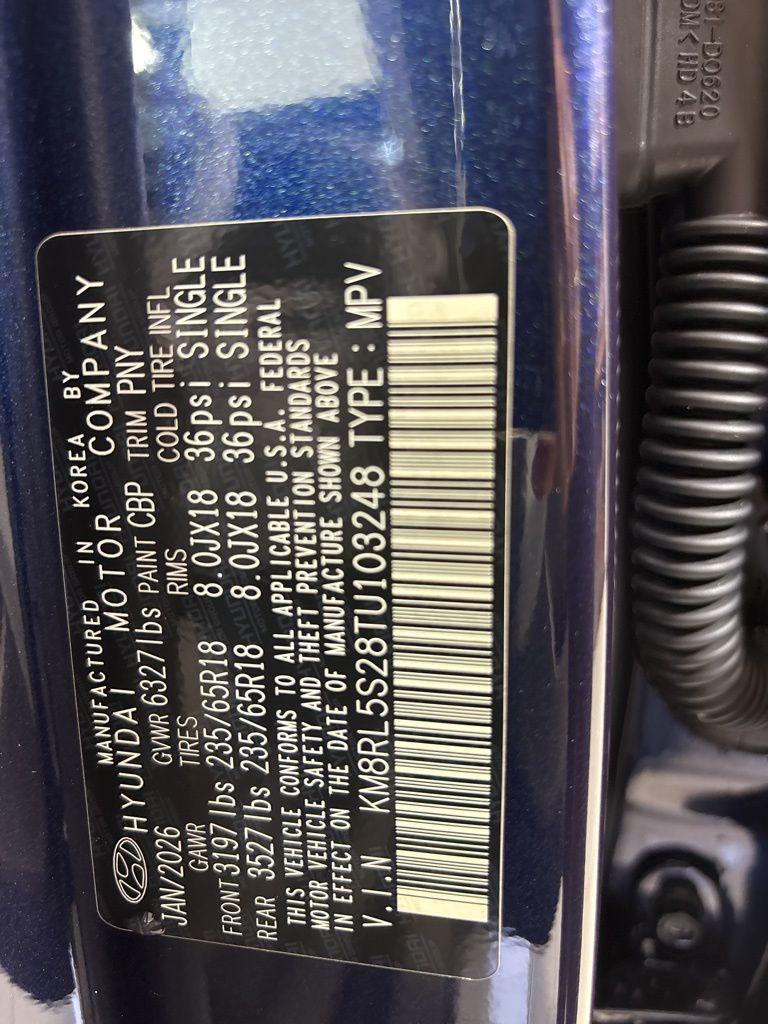 MANUFACTURED IN KOREA BY
HYUNDAI MOTOR COMPANY
JAN/2026 GVWR 6327lbs PAINT CBP TRIM PNY
GAWR TIRES RIMS COLD TIRE INFL
FRONT 3197lbs 235/65R18 8.0JX18 36psi SINGLE
REAR 3527lbs 235/65R18 8.0JX18 36psi SINGLE
THIS VEHICLE CONFORMS TO ALL APPLICABLE U.S.A. FEDERAL
MOTOR VEHICLE SAFETY AND THEFT PREVENTION STANDARDS
IN EFFECT ON THE DATE OF MANUFACTURE SHOWN ABOVE
V.I.N KM8RL5S28TU103248 TYPE: MPV